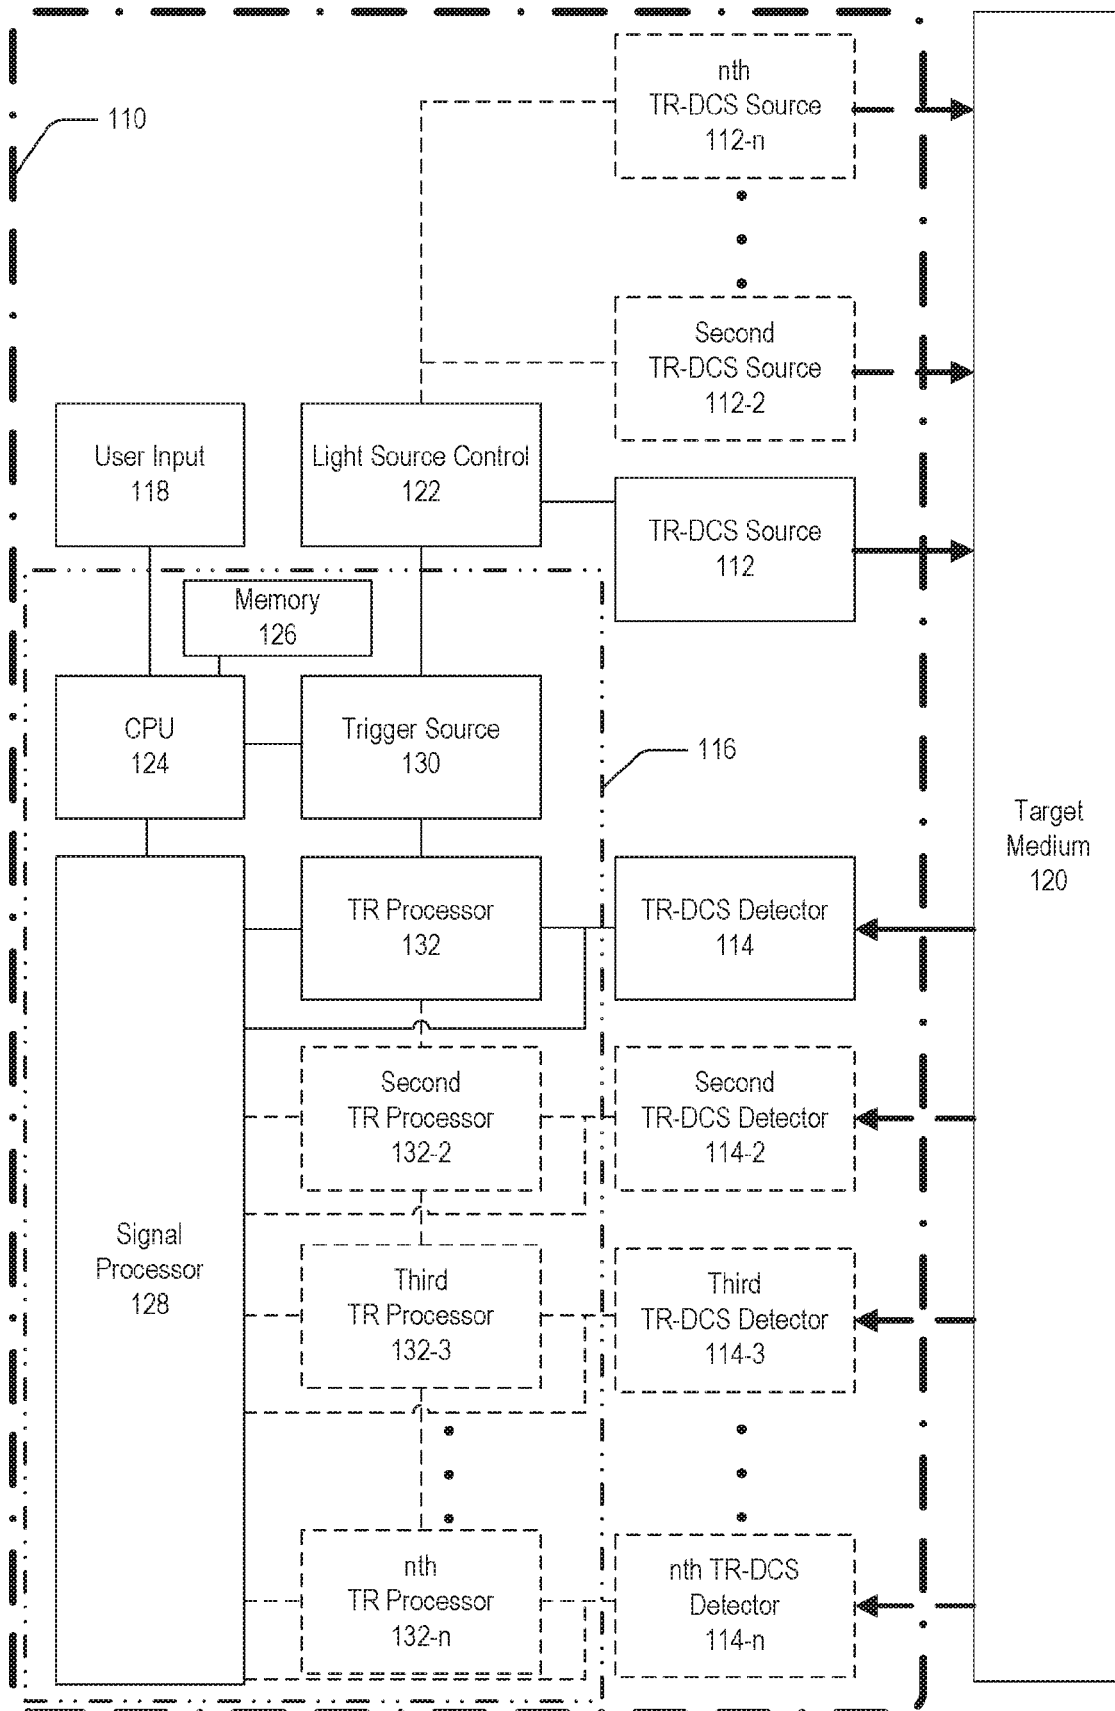 110
nth
TR-DCS Source
112-n
Second
TR-DCS Source
112-2
User Input
118
Light Source Control
122
TR-DCS Source
112
Memory
126
CPU
124
Trigger Source
130
116
Target
Medium
120
TR Processor
132
TR-DCS Detector
114
Second
TR Processor
132-2
Second
TR-DCS Detector
114-2
Signal
Processor
128
Third
TR Processor
132-3
Third
TR-DCS Detector
114-3
nth
TR Processor
132-n
nth TR-DCS
Detector
114-n